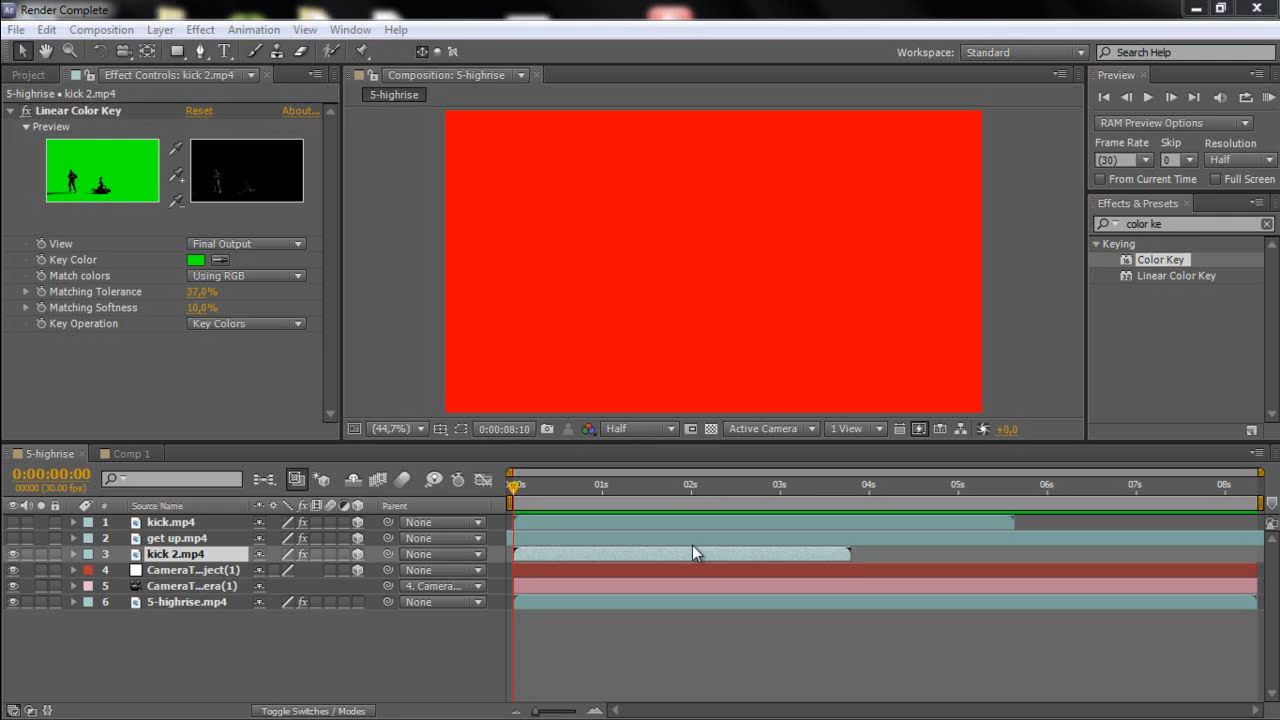 Render Complete
File Edit Composition Layer Effect Animation View Window Help
Workspace: Standard Search Help
Project Effect Controls: kick 2.mp4 Composition: 5-highrise Preview
5-highrise • kick 2.mp4
5-highrise
Linear Color Key Reset About...
Preview
RAM Preview Options
Frame Rate Skip Resolution
(30) 0 Half
From Current Time Full Screen
Effects & Presets
color ke
Keying
Color Key
Linear Color Key
View Final Output
Key Color
Match colors Using RGB
Matching Tolerance 37,0%
Matching Softness 10,0%
Key Operation Key Colors
(44,7%) 0:00:08:10 Half Active Camera 1 View +0,0
5-highrise Comp 1
0:00:00:00
00000 (30.00 fps)
01s 02s 03s 04s 05s 06s 07s 08s
# Source Name Parent
1 kick.mp4 None
2 get up.mp4 None
3 kick 2.mp4 None
4 CameraT...ject(1) None
5 CameraT...era(1) 4. Camera...
6 5-highrise.mp4 None
Toggle Switches / Modes